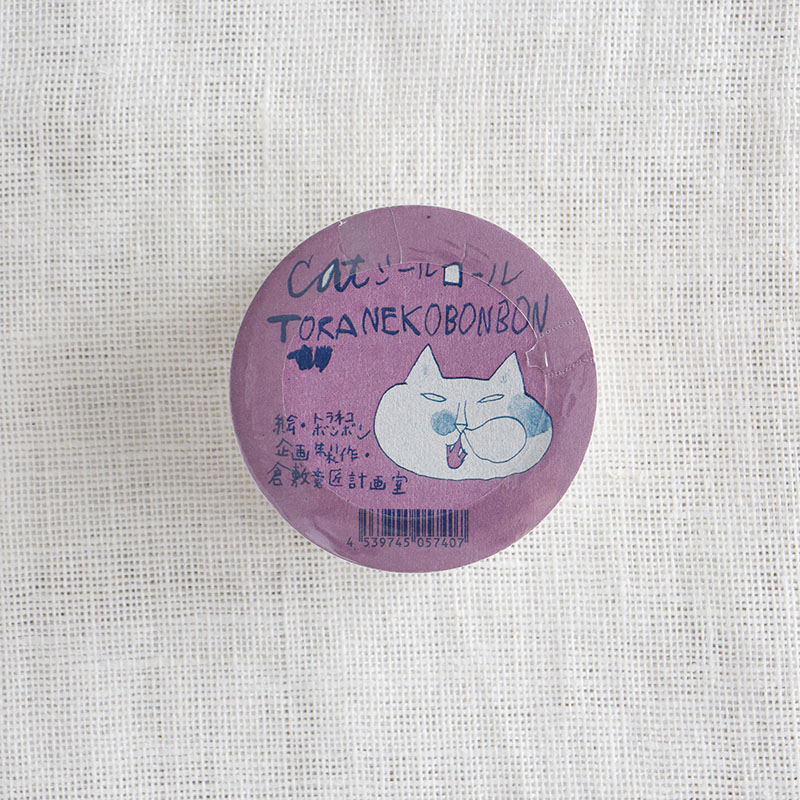 Catシールロール
TORANEKOBONBON
絵・トラネコ
ボンボン
企画製作・
倉敷意匠計画室
4 539745 057407